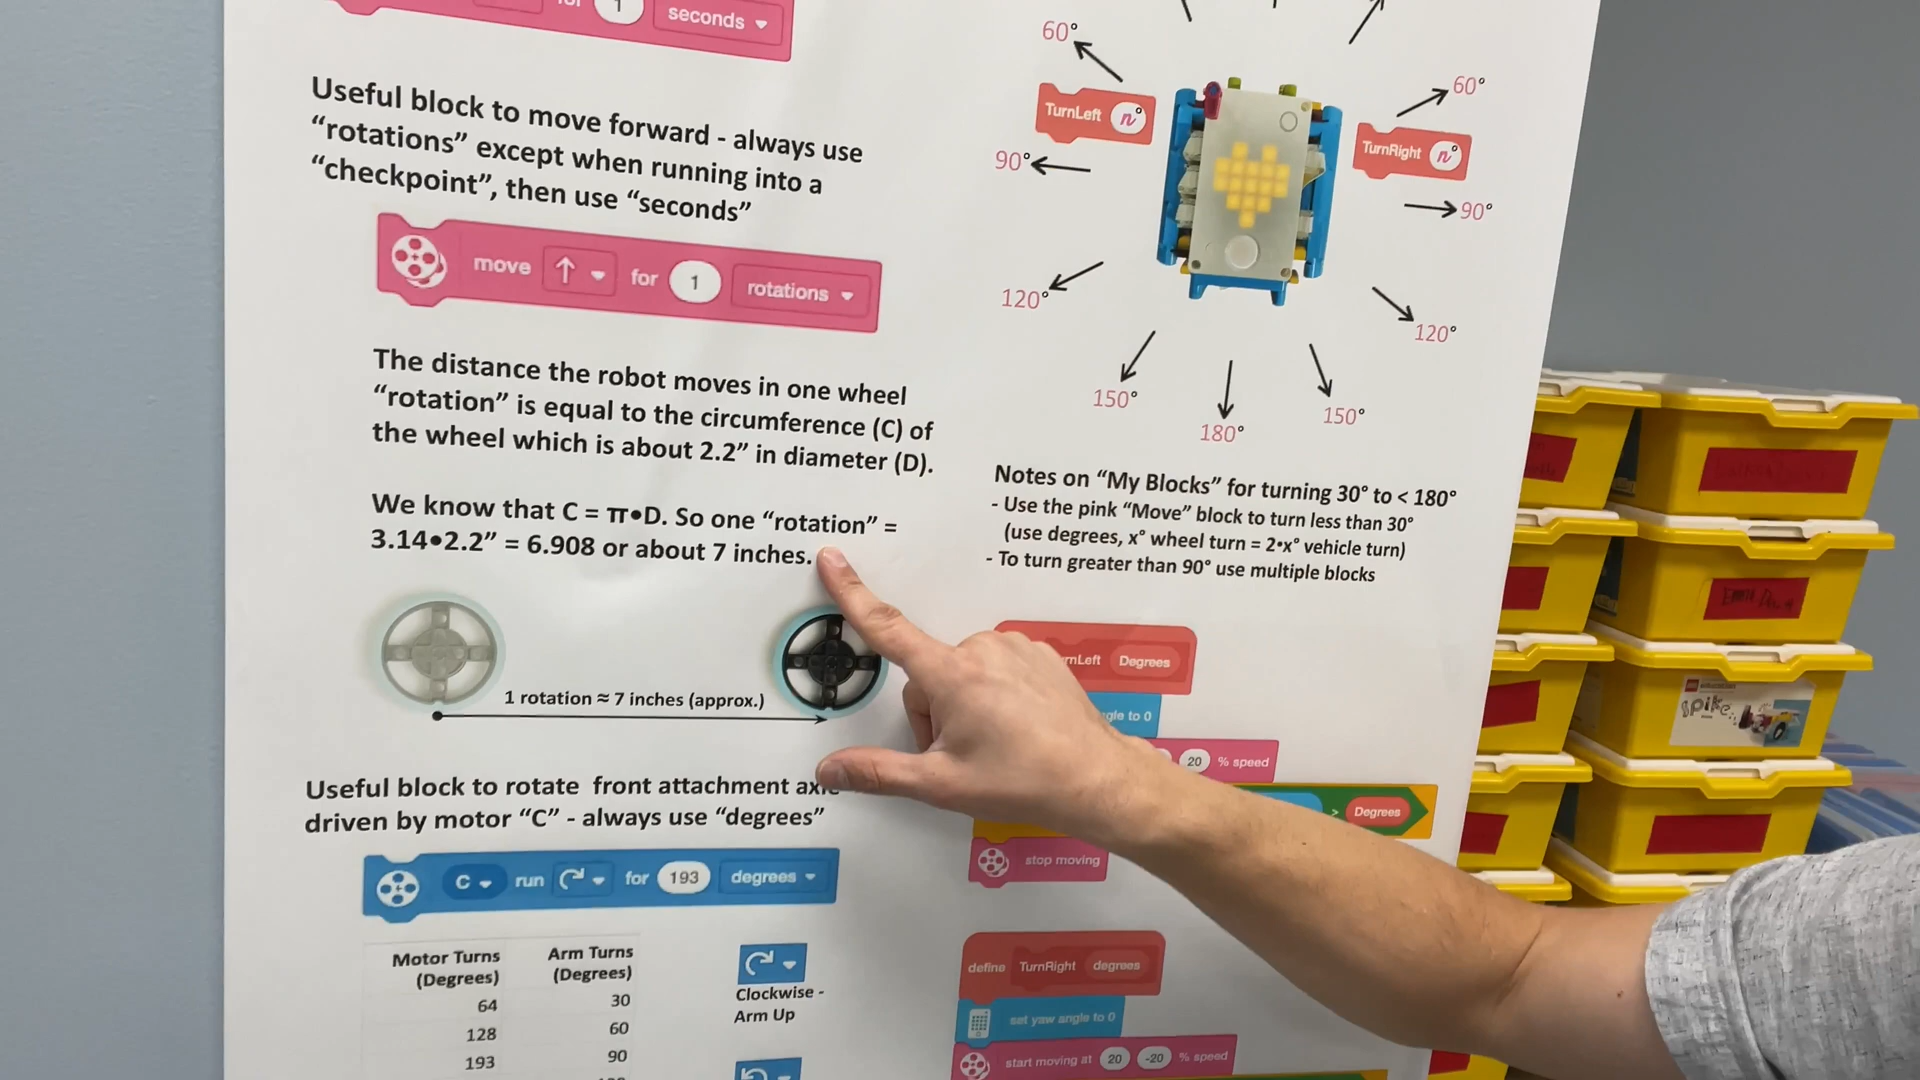 for 1 seconds
Useful block to move forward - always use
“rotations” except when running into a
“checkpoint”, then use “seconds”
move for 1 rotations
The distance the robot moves in one wheel
“rotation” is equal to the circumference (C) of
the wheel which is about 2.2” in diameter (D).
We know that C = π•D. So one “rotation” =
3.14•2.2” = 6.908 or about 7 inches.
1 rotation ≈ 7 inches (approx.)
Useful block to rotate front attachment
driven by motor “C” - always use “degrees”
C run for 193 degrees
Motor Turns
(Degrees)
Arm Turns
(Degrees)
64 30
128 60
193 90
Clockwise -
Arm Up
60°
60°
TurnLeft n°
TurnRight n°
90°
90°
120°
120°
150°
150°
180°
Notes on “My Blocks” for turning 30° to < 180°
- Use the pink “Move” block to turn less than 30°
(use degrees, x° wheel turn = 2•x° vehicle turn)
- To turn greater than 90° use multiple blocks
rnLeft Degrees
gle to 0
20 % speed
> Degrees
stop moving
define TurnRight degrees
set yaw angle to 0
start moving at 20 -20 % speed
spike